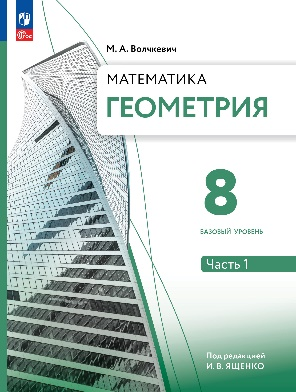 М. А. Волчкевич
МАТЕМАТИКА
ГЕОМЕТРИЯ
8
БАЗОВЫЙ УРОВЕНЬ
Часть 1
Под редакцией
И. В. ЯЩЕНКО